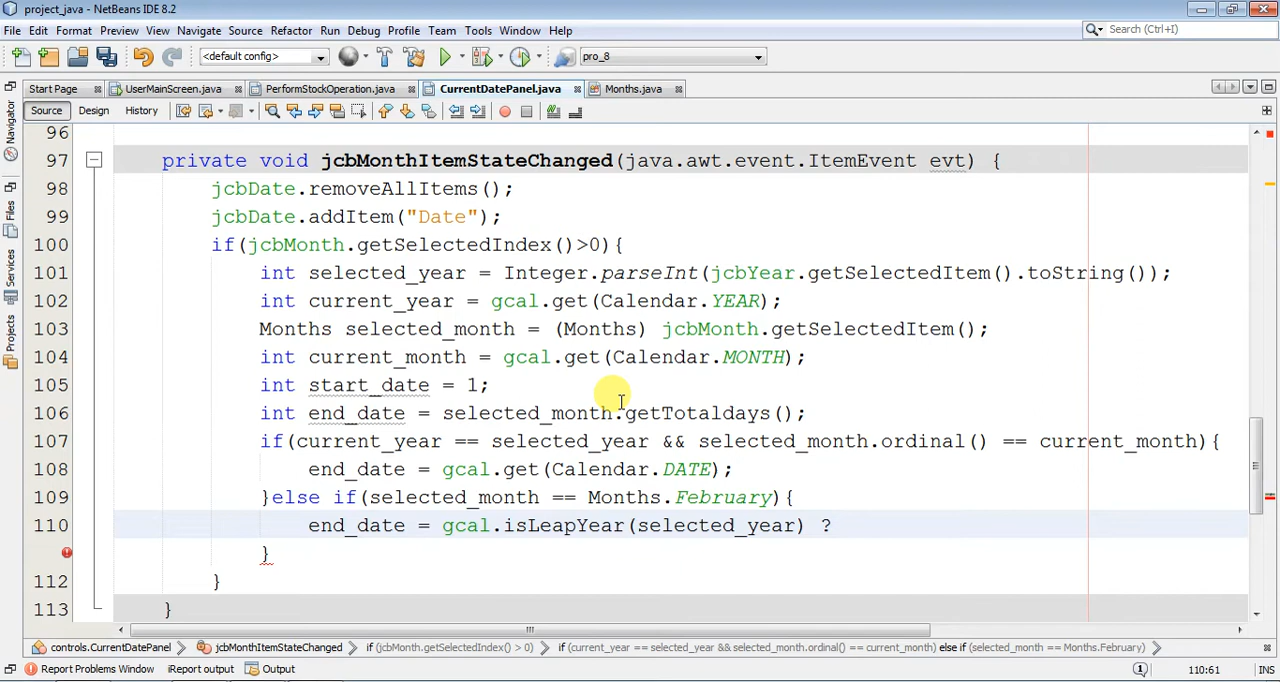 project_java - NetBeans IDE 8.2
File Edit Format Preview View Navigate Source Refactor Run Debug Profile Team Tools Window Help
Search (Ctrl+I)
<default config> pro_8
Start Page UserMainScreen.java PerformStockOperation.java CurrentDatePanel.java Months.java
Source Design History
Navigator
Files
Services
Projects
96
97 private void jcbMonthItemStateChanged(java.awt.event.ItemEvent evt) {
98 jcbDate.removeAllItems();
99 jcbDate.addItem("Date");
100 if(jcbMonth.getSelectedIndex()>0){
101 int selected_year = Integer.parseInt(jcbYear.getSelectedItem().toString());
102 int current_year = gcal.get(Calendar.YEAR);
103 Months selected_month = (Months) jcbMonth.getSelectedItem();
104 int current_month = gcal.get(Calendar.MONTH);
105 int start_date = 1;
106 int end_date = selected_month.getTotaldays();
107 if(current_year == selected_year && selected_month.ordinal() == current_month){
108 end_date = gcal.get(Calendar.DATE);
109 }else if(selected_month == Months.February){
110 end_date = gcal.isLeapYear(selected_year) ?
}
112 }
113 }
controls.CurrentDatePanel jcbMonthItemStateChanged if (jcbMonth.getSelectedIndex() > 0) if (current_year == selected_year && selected_month.ordinal() == current_month) else if (selected_month == Months.February)
Report Problems Window iReport output Output 1 110:61 INS